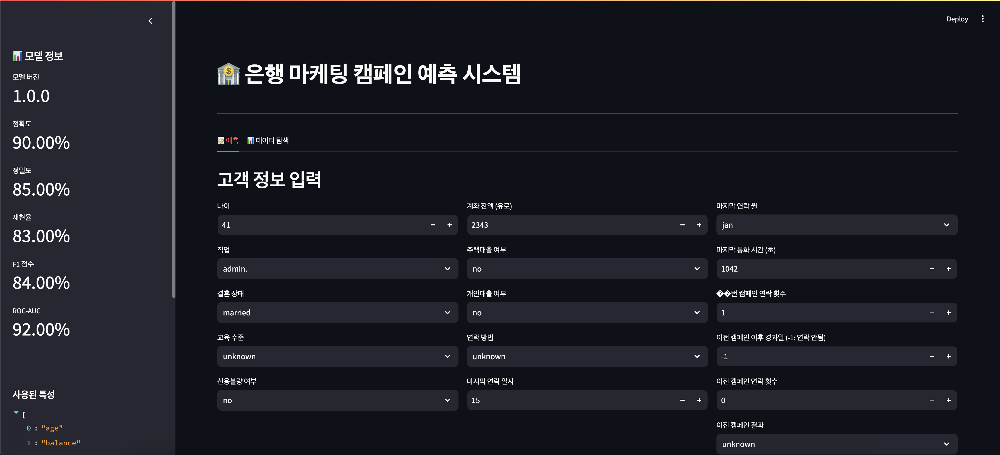 모델 정보
모델 버전
1.0.0
정확도
90.00%
정밀도
85.00%
재현율
83.00%
F1 점수
84.00%
ROC-AUC
92.00%
사용된 특성
[
0 : "age"
1 : "balance"
Deploy
은행 마케팅 캠페인 예측 시스템
예측
데이터 탐색
고객 정보 입력
나이
41
직업
admin.
결혼 상태
married
교육 수준
unknown
신용불량 여부
no
계좌 잔액 (유로)
2343
주택대출 여부
no
개인대출 여부
no
연락 방법
unknown
마지막 연락 일자
15
마지막 연락 월
jan
마지막 통화 시간 (초)
1042
��번 캠페인 연락 횟수
1
이전 캠페인 이후 경과일 (-1: 연락 안됨)
-1
이전 캠페인 연락 횟수
0
이전 캠페인 결과
unknown